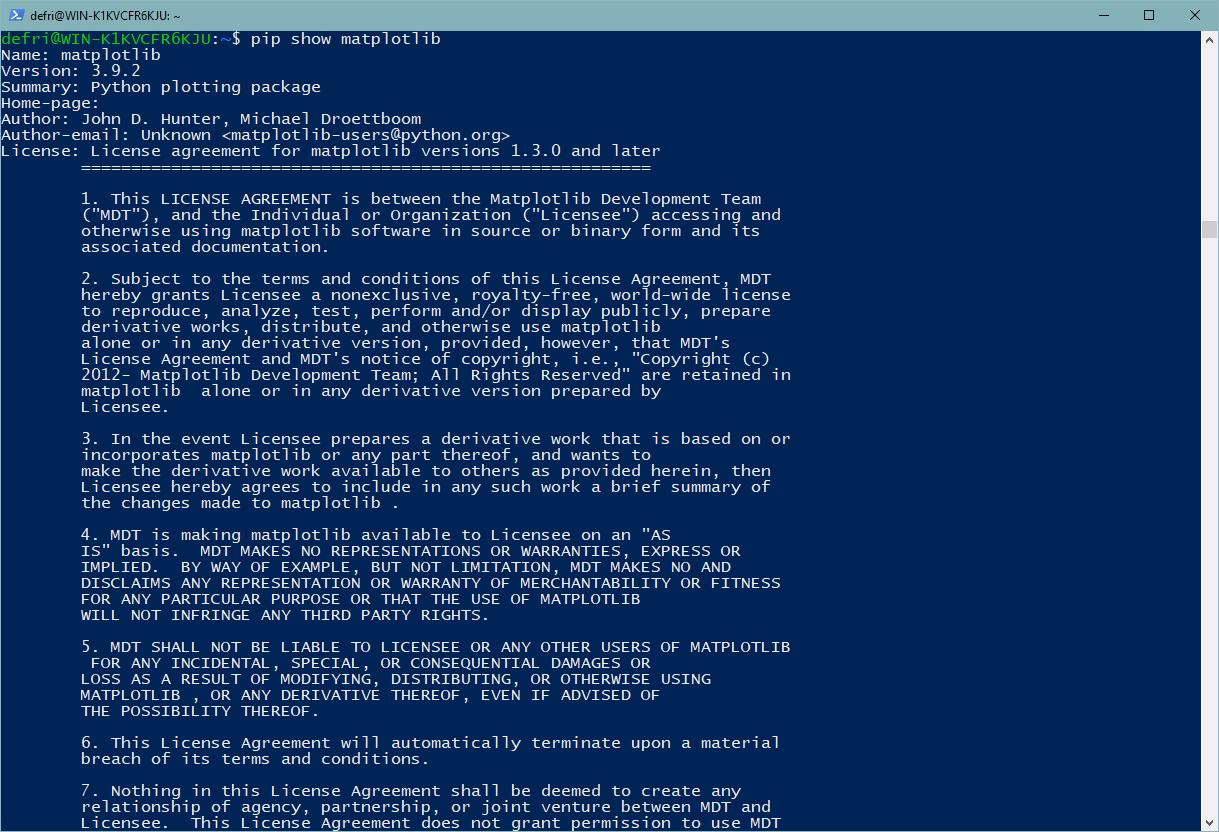 defri@WIN-K1KVCFR6KJU: ~
defri@WIN-K1KVCFR6KJU:~$ pip show matplotlib
Name: matplotlib
Version: 3.9.2
Summary: Python plotting package
Home-page:
Author: John D. Hunter, Michael Droettboom
Author-email: Unknown <matplotlib-users@python.org>
License: License agreement for matplotlib versions 1.3.0 and later
=========================================================
1. This LICENSE AGREEMENT is between the Matplotlib Development Team
("MDT"), and the Individual or Organization ("Licensee") accessing and
otherwise using matplotlib software in source or binary form and its
associated documentation.
2. Subject to the terms and conditions of this License Agreement, MDT
hereby grants Licensee a nonexclusive, royalty-free, world-wide license
to reproduce, analyze, test, perform and/or display publicly, prepare
derivative works, distribute, and otherwise use matplotlib
alone or in any derivative version, provided, however, that MDT's
License Agreement and MDT's notice of copyright, i.e., "Copyright (c)
2012- Matplotlib Development Team; All Rights Reserved" are retained in
matplotlib  alone or in any derivative version prepared by
Licensee.
3. In the event Licensee prepares a derivative work that is based on or
incorporates matplotlib or any part thereof, and wants to
make the derivative work available to others as provided herein, then
Licensee hereby agrees to include in any such work a brief summary of
the changes made to matplotlib .
4. MDT is making matplotlib available to Licensee on an "AS
IS" basis.  MDT MAKES NO REPRESENTATIONS OR WARRANTIES, EXPRESS OR
IMPLIED.  BY WAY OF EXAMPLE, BUT NOT LIMITATION, MDT MAKES NO AND
DISCLAIMS ANY REPRESENTATION OR WARRANTY OF MERCHANTABILITY OR FITNESS
FOR ANY PARTICULAR PURPOSE OR THAT THE USE OF MATPLOTLIB
WILL NOT INFRINGE ANY THIRD PARTY RIGHTS.
5. MDT SHALL NOT BE LIABLE TO LICENSEE OR ANY OTHER USERS OF MATPLOTLIB
FOR ANY INCIDENTAL, SPECIAL, OR CONSEQUENTIAL DAMAGES OR
LOSS AS A RESULT OF MODIFYING, DISTRIBUTING, OR OTHERWISE USING
MATPLOTLIB , OR ANY DERIVATIVE THEREOF, EVEN IF ADVISED OF
THE POSSIBILITY THEREOF.
6. This License Agreement will automatically terminate upon a material
breach of its terms and conditions.
7. Nothing in this License Agreement shall be deemed to create any
relationship of agency, partnership, or joint venture between MDT and
Licensee.  This License Agreement does not grant permission to use MDT